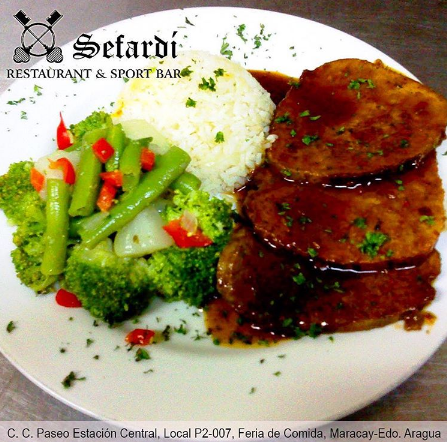 Sefardí
RESTAURANT & SPORT BAR
C. C. Paseo Estación Central, Local P2-007, Feria de Comida, Maracay-Edo. Aragua